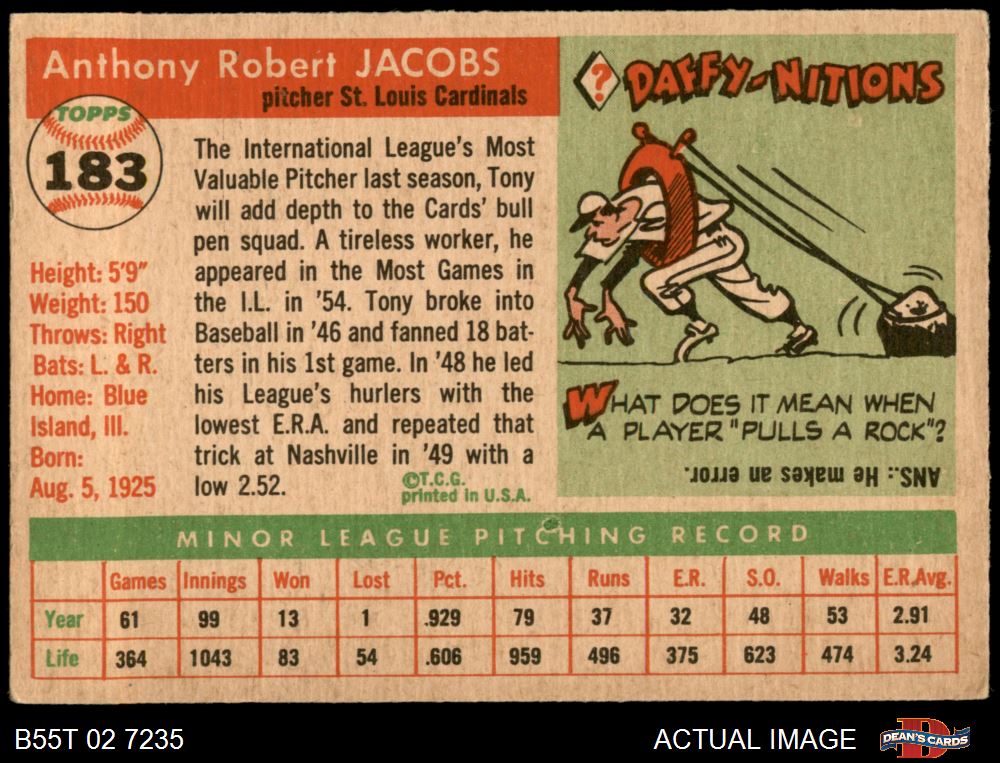 Anthony Robert JACOBS
pitcher St. Louis Cardinals
TOPPS
183
Height: 5'9"
Weight: 150
Throws: Right
Bats: L. & R.
Home: Blue
Island, Ill.
Born:
Aug. 5, 1925
The International League's Most
Valuable Pitcher last season, Tony
will add depth to the Cards' bull
pen squad. A tireless worker, he
appeared in the Most Games in
the I.L. in '54. Tony broke into
Baseball in '46 and fanned 18 bat-
ters in his 1st game. In '48 he led
his League's hurlers with the
lowest E.R.A. and repeated that
trick at Nashville in '49 with a
low 2.52.
©T.C.G.
printed in U.S.A.
? DAFFY-NITIONS
WHAT DOES IT MEAN WHEN
A PLAYER "PULLS A ROCK"?
ANS.: He makes an error.
MINOR LEAGUE PITCHING RECORD
Games Innings Won Lost Pct. Hits Runs E.R. S.O. Walks E.R.Avg.
Year 61 99 13 1 .929 79 37 32 48 53 2.91
Life 364 1043 83 54 .606 959 496 375 623 474 3.24
B55T 02 7235
ACTUAL IMAGE
D
DEAN'S CARDS